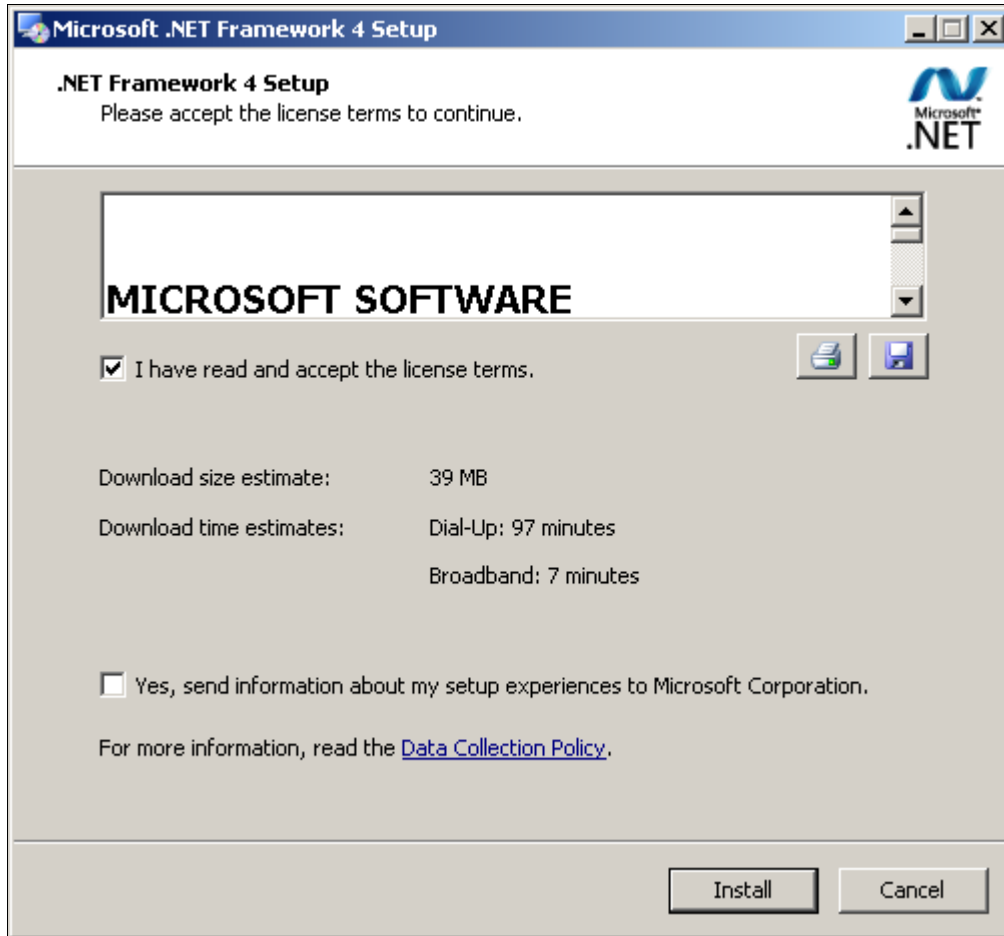 Microsoft .NET Framework 4 Setup
.NET Framework 4 Setup
Please accept the license terms to continue.
Microsoft
.NET
MICROSOFT SOFTWARE
I have read and accept the license terms.
Download size estimate: 39 MB
Download time estimates: Dial-Up: 97 minutes
Broadband: 7 minutes
Yes, send information about my setup experiences to Microsoft Corporation.
For more information, read the Data Collection Policy.
Install Cancel